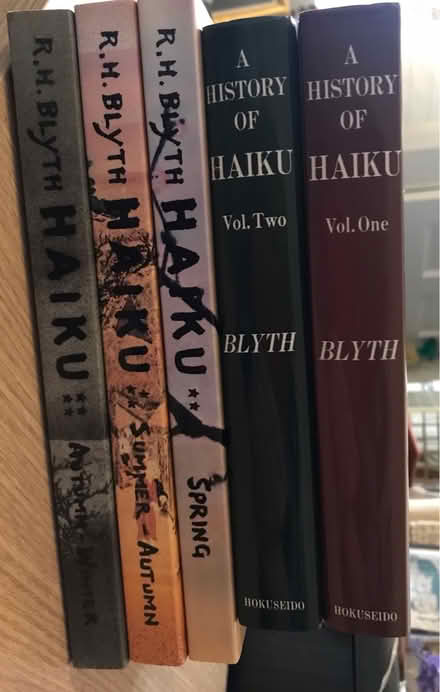 R.H. BLYTH HAIKU AUTUMN-WINTER
R.H. BLYTH HAIKU SUMMER-AUTUMN
R.H. BLYTH HAIKU SPRING
A
HISTORY
OF
HAIKU
Vol. Two
BLYTH
HOKUSEIDO
A
HISTORY
OF
HAIKU
Vol. One
BLYTH
HOKUSEIDO